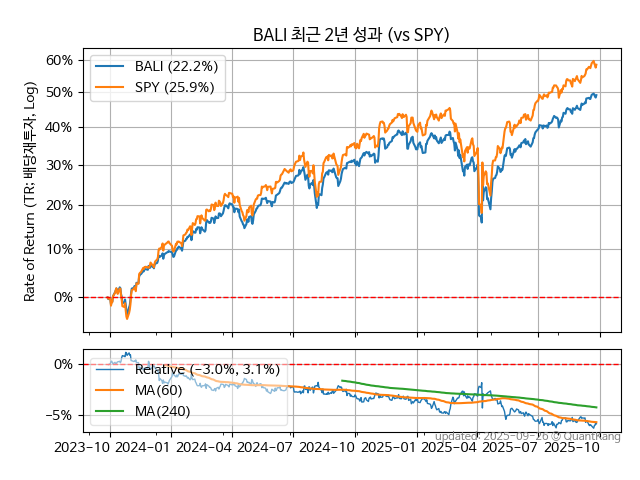 BALI 최근 2년 성과 (vs SPY)
Rate of Return (TR: 배당재투자, Log)
60%
50%
40%
30%
20%
10%
0%
BALI (22.2%)
SPY (25.9%)
0%
−5%
Relative (−3.0%, 3.1%)
MA(60)
MA(240)
updated: 2025-09-26 © QuantKang
2023-10 2024-01 2024-04 2024-07 2024-10 2025-01 2025-04 2025-07 2025-10